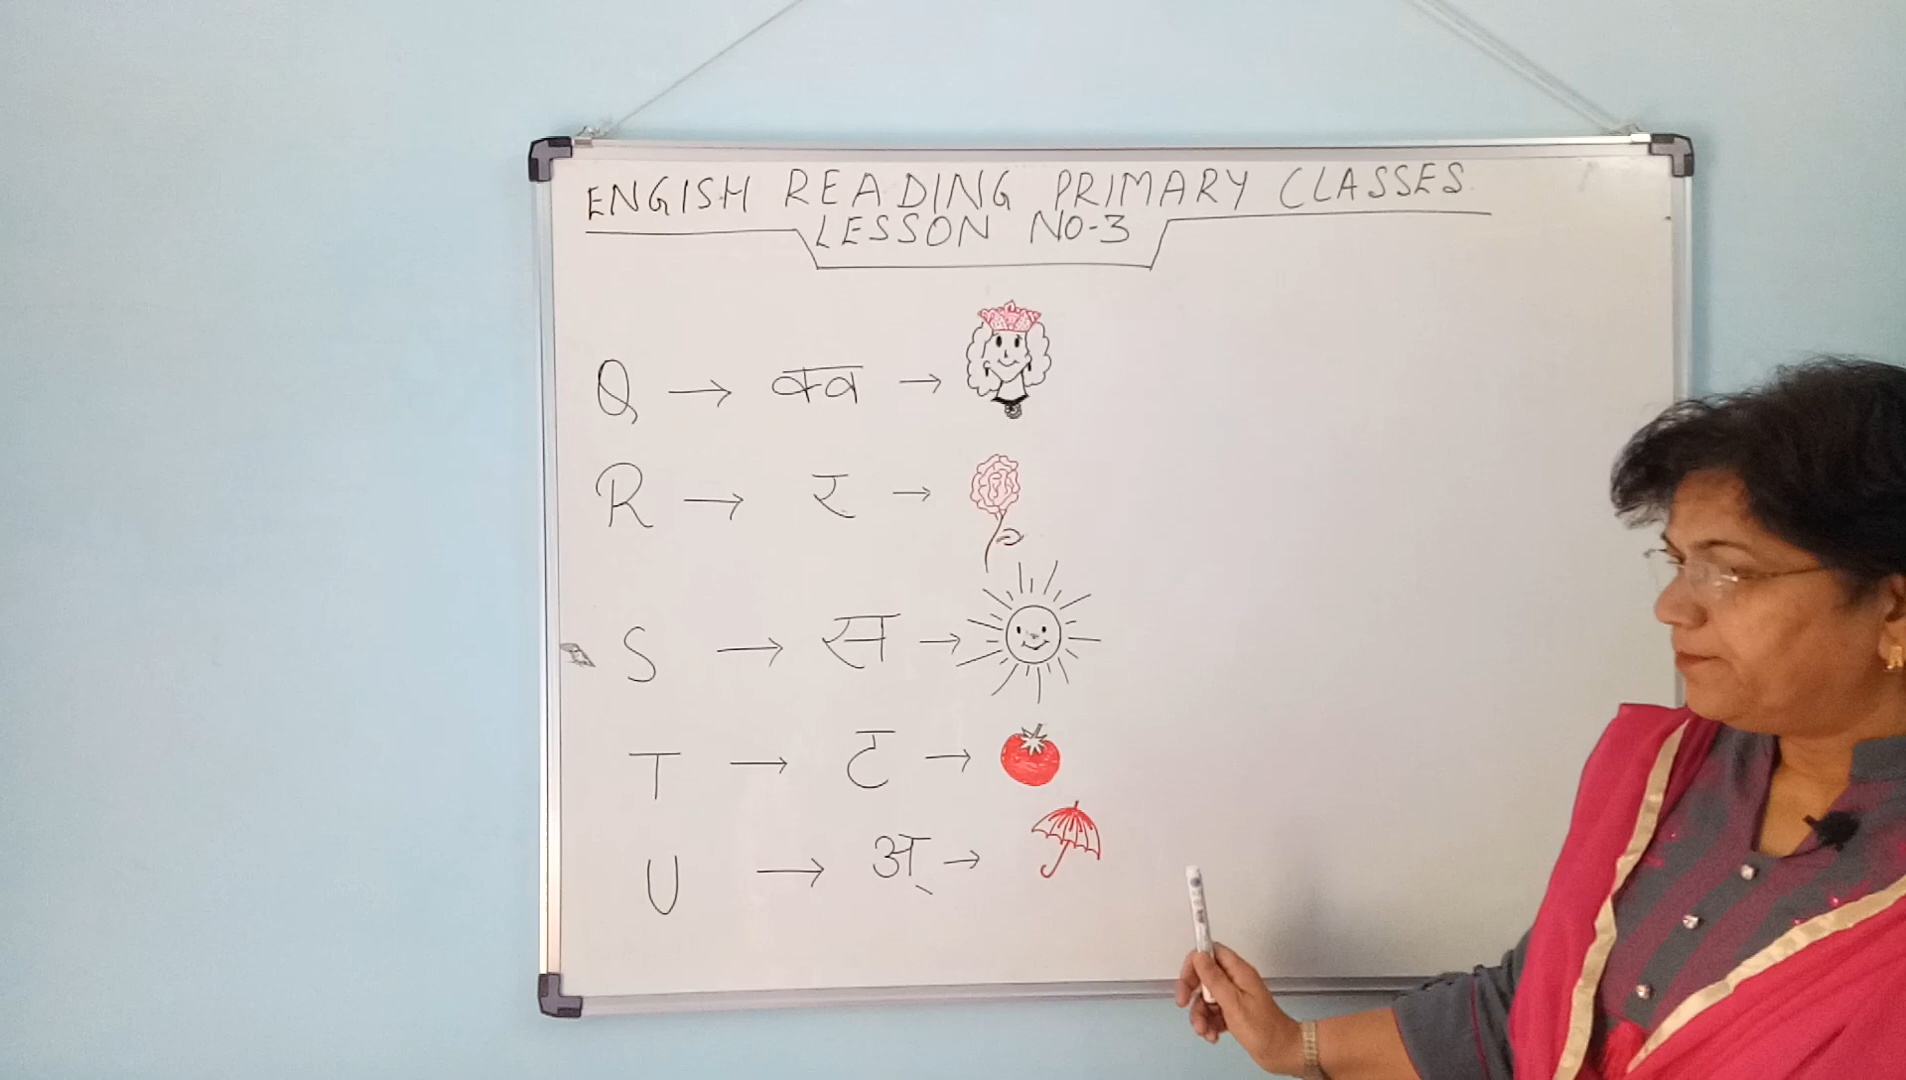 ENGISH READING PRIMARY CLASSES
LESSON NO-3
Q → क्व →
R → र →
S → स →
T → ट →
U → अ् →